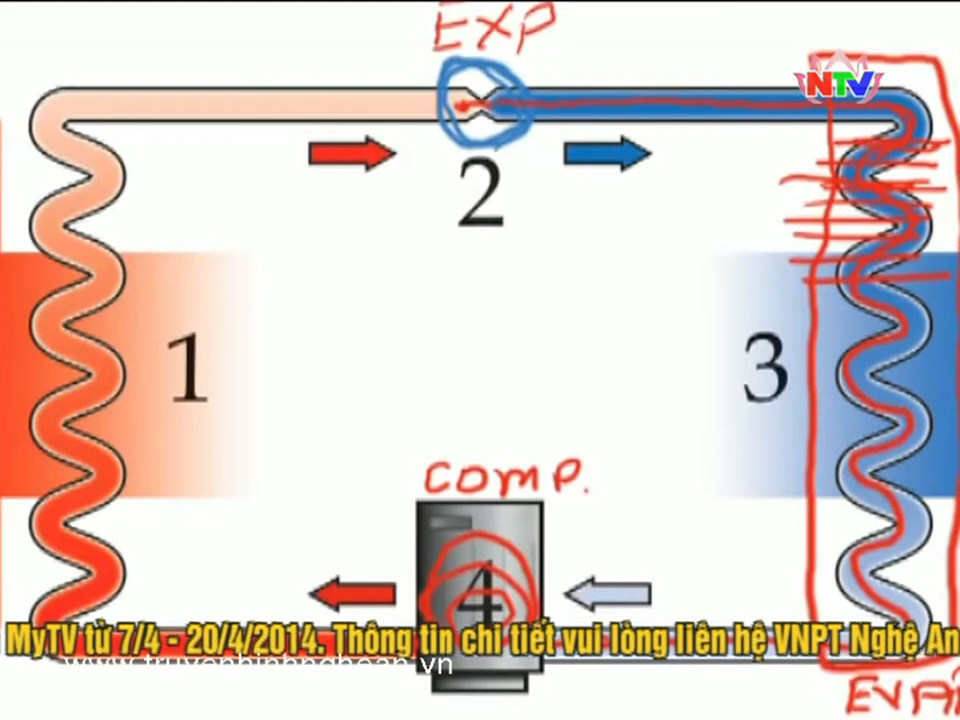 EXP
NTV
2
1
3
COMP.
4
MyTV từ 7/4 - 20/4/2014. Thông tin chi tiết vui lòng liên hệ VNPT Nghệ An
www.truyenhinhnghean.vn